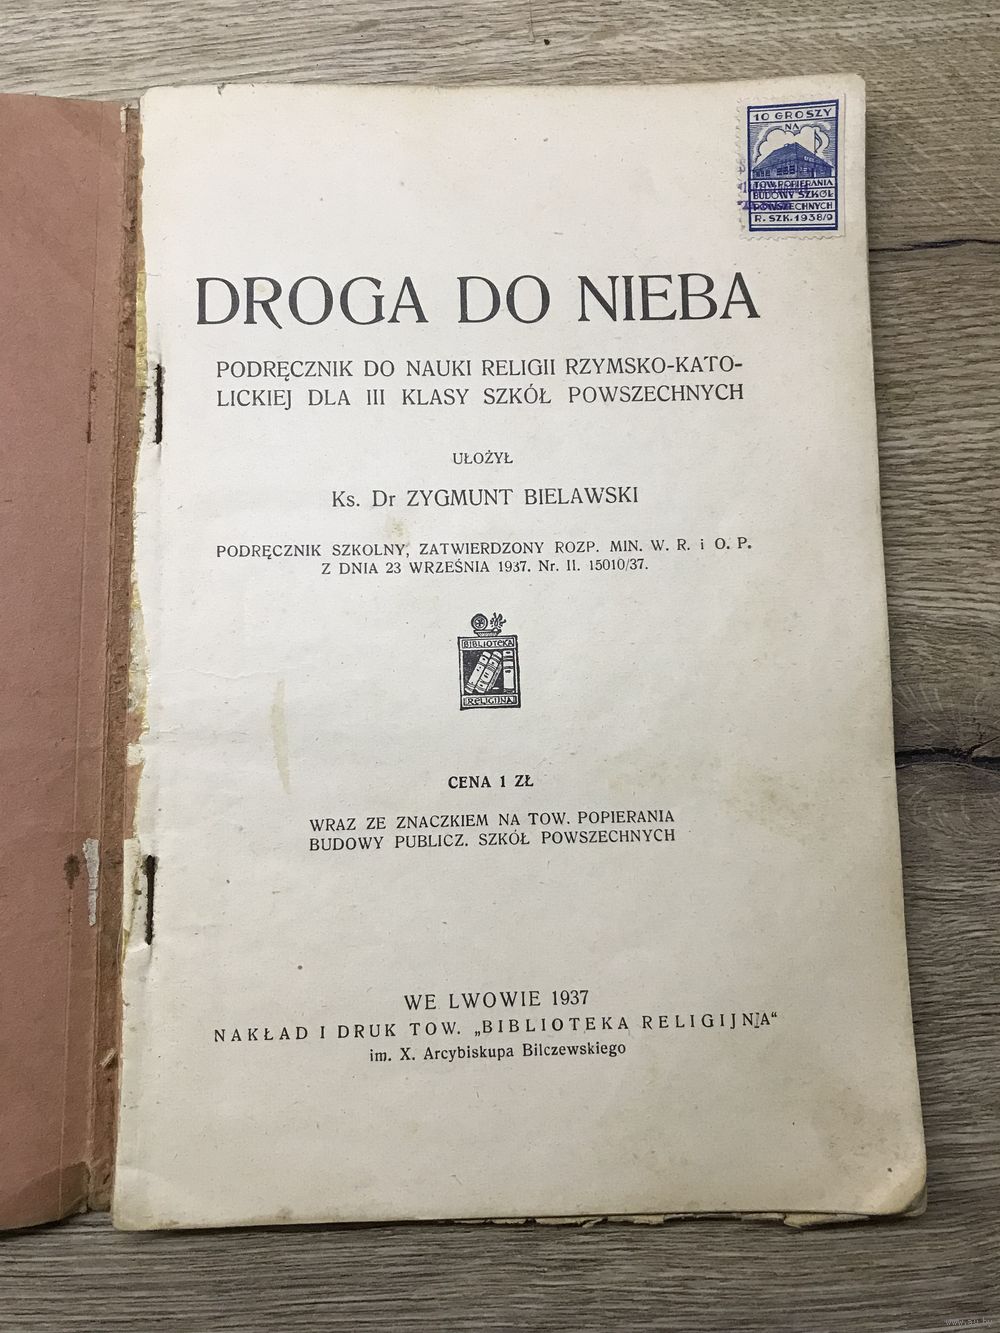 10 GROSZY
NA
TOW. POPIERANIA
BUDOWY SZKÓŁ
POWSZECHNYCH
R. SZK. 1938/9
DROGA DO NIEBA
PODRĘCZNIK DO NAUKI RELIGII RZYMSKO-KATO-
LICKIEJ DLA III KLASY SZKÓŁ POWSZECHNYCH
UŁOŻYŁ
Ks. Dr ZYGMUNT BIELAWSKI
PODRĘCZNIK SZKOLNY, ZATWIERDZONY ROZP. MIN. W. R. i O. P.
Z DNIA 23 WRZEŚNIA 1937. Nr. II. 15010/37.
BIBLIOTEKA
RELIGIJNA
CENA 1 ZŁ
WRAZ ZE ZNACZKIEM NA TOW. POPIERANIA
BUDOWY PUBLICZ. SZKÓŁ POWSZECHNYCH
WE LWOWIE 1937
NAKŁAD I DRUK TOW. „BIBLIOTEKA RELIGIJNA“
im. X. Arcybiskupa Bilczewskiego